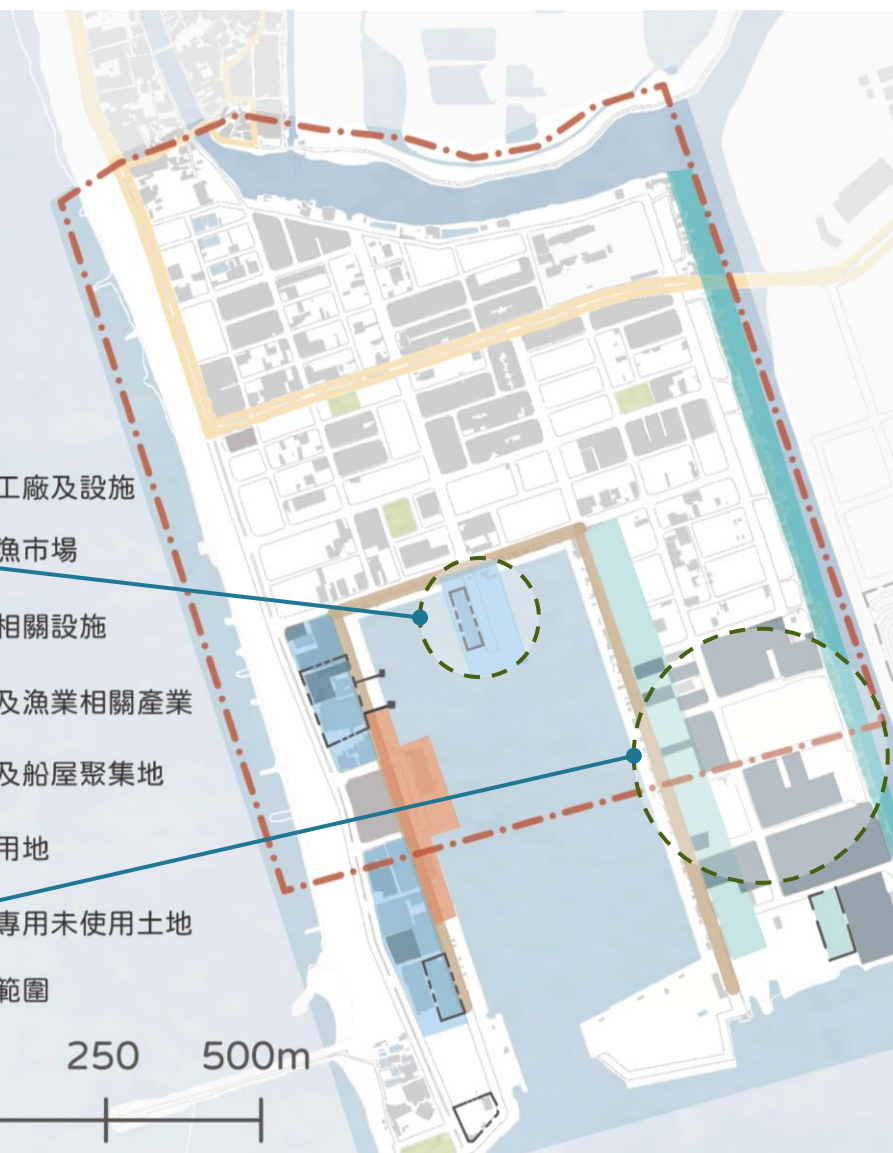 工廠及設施
漁市場
相關設施
及漁業相關產業
及船屋聚集地
用地
專用未使用土地
範圍
250 500m